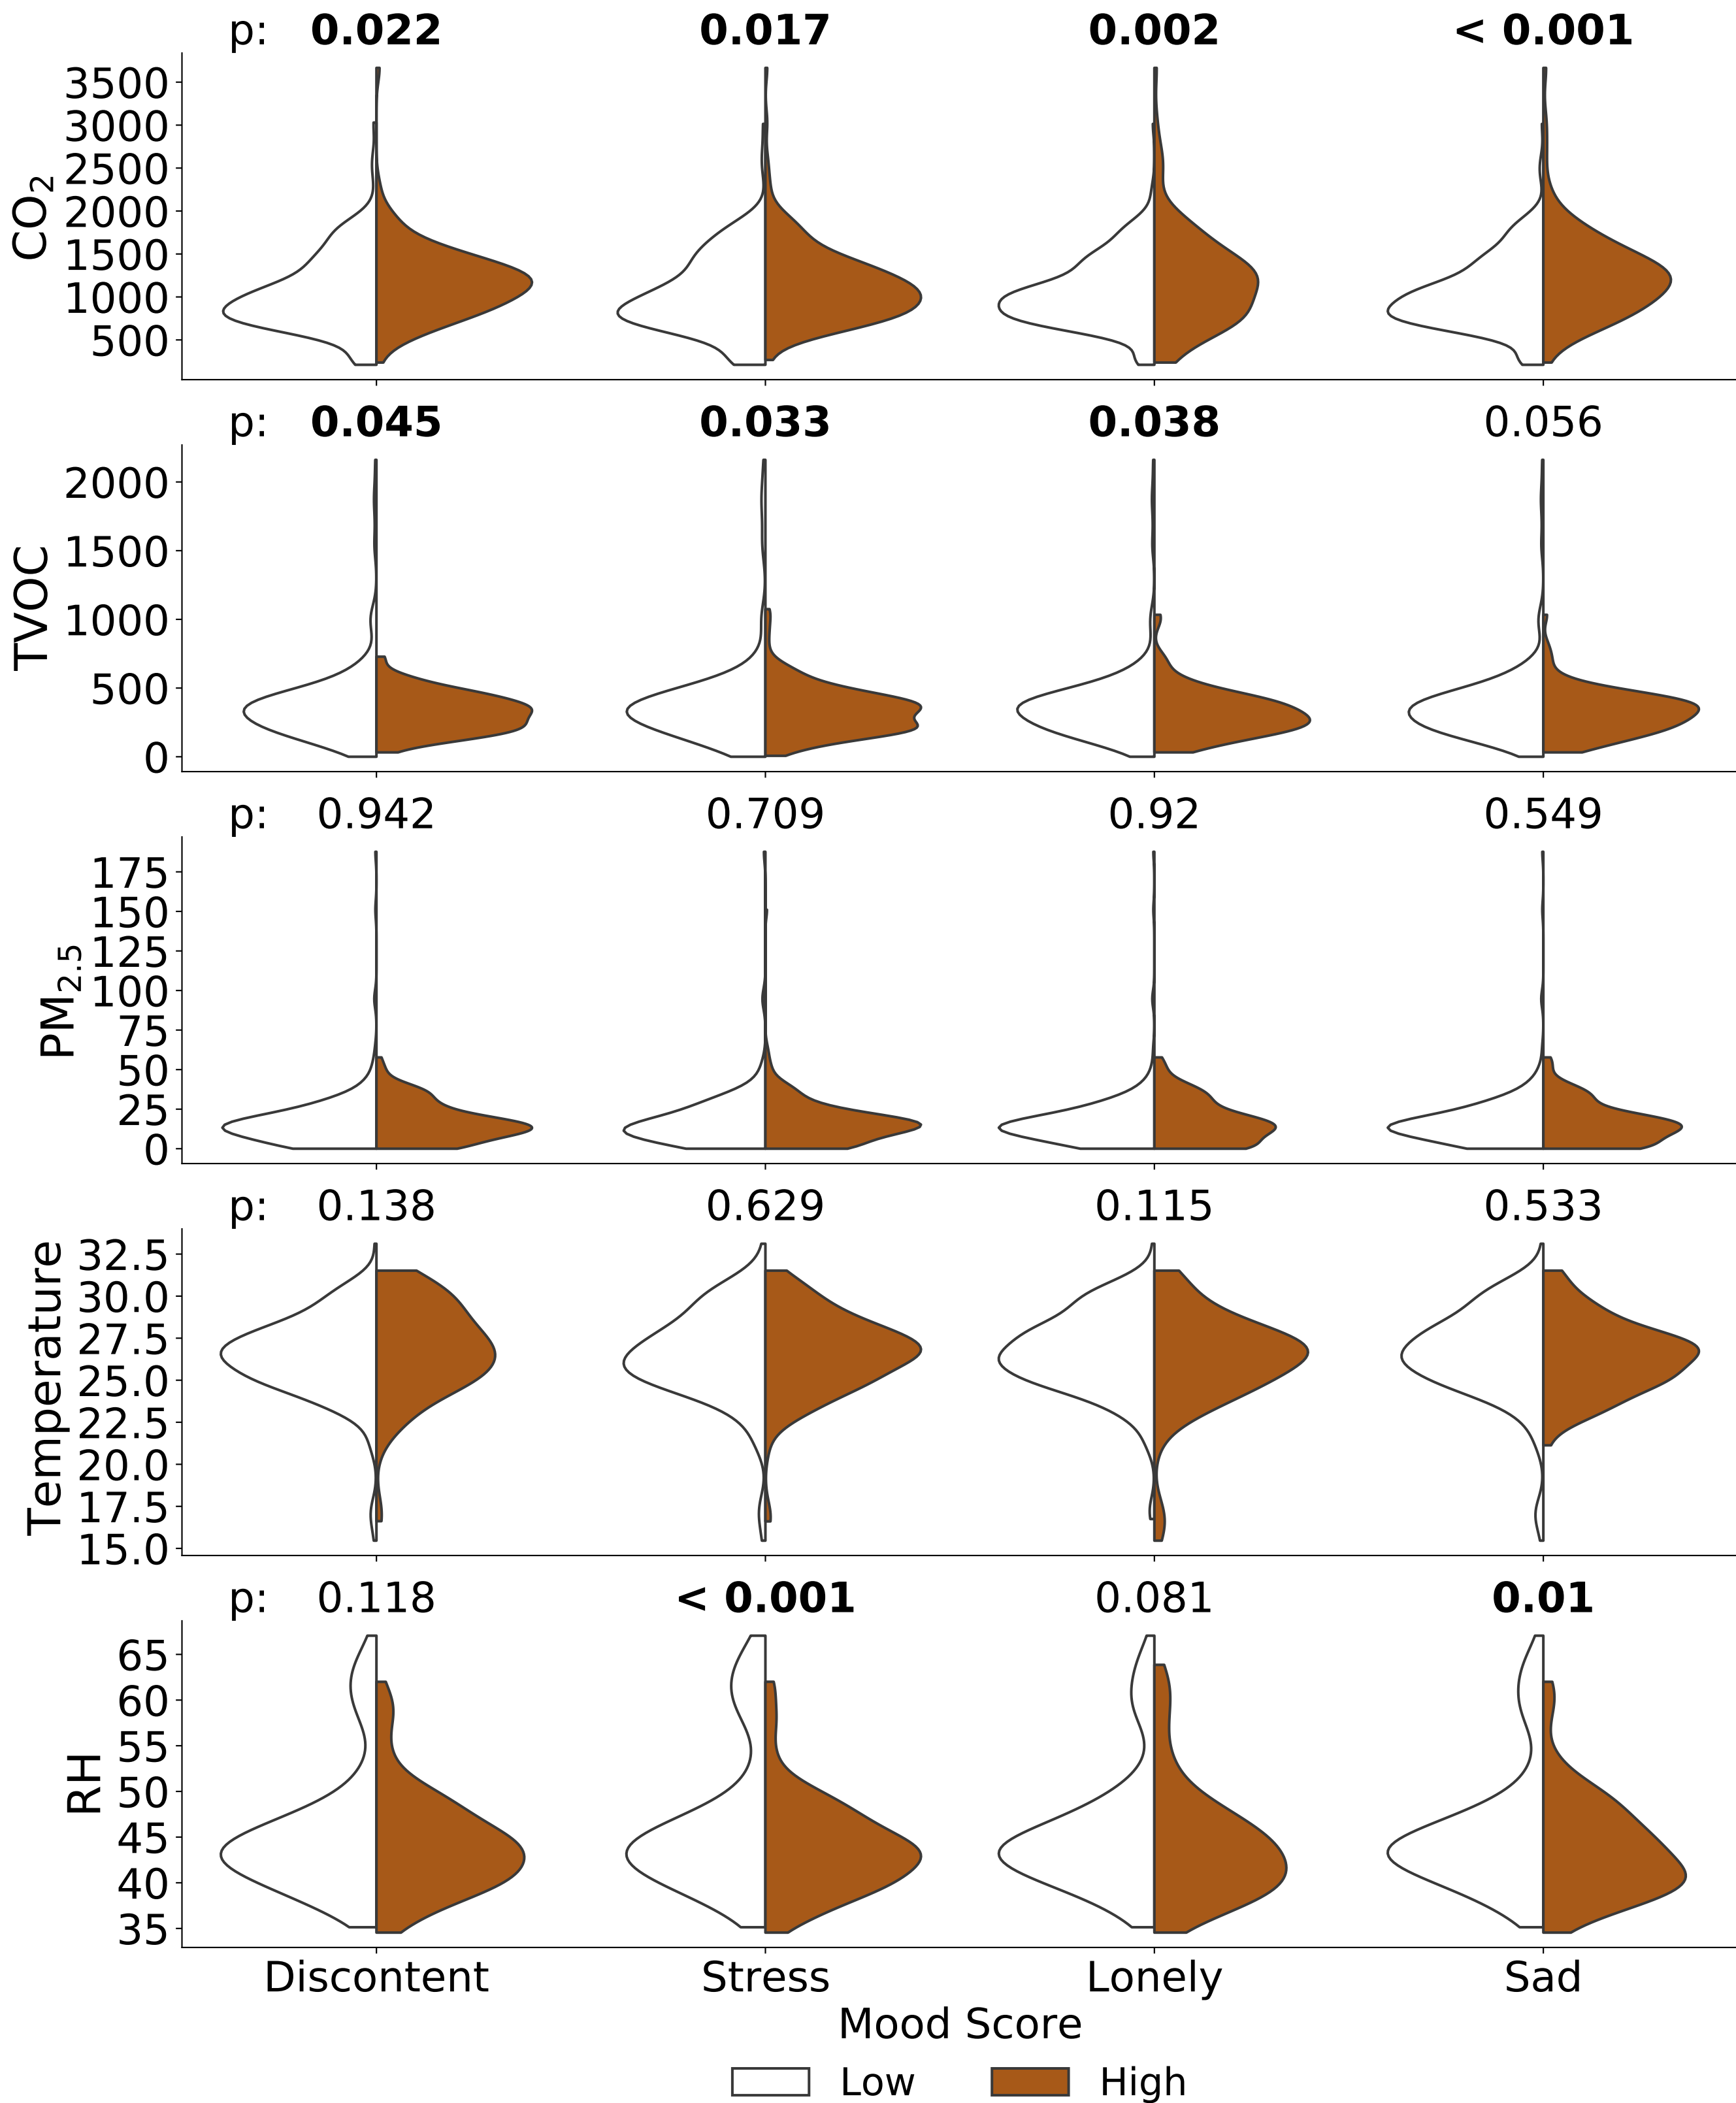 p: 0.022 0.017 0.002 < 0.001
CO2
3500
3000
2500
2000
1500
1000
500
p: 0.045 0.033 0.038 0.056
TVOC
2000
1500
1000
500
0
p: 0.942 0.709 0.92 0.549
PM2.5
175
150
125
100
75
50
25
0
p: 0.138 0.629 0.115 0.533
Temperature
32.5
30.0
27.5
25.0
22.5
20.0
17.5
15.0
p: 0.118 < 0.001 0.081 0.01
RH
65
60
55
50
45
40
35
Discontent Stress Lonely Sad
Mood Score
Low High